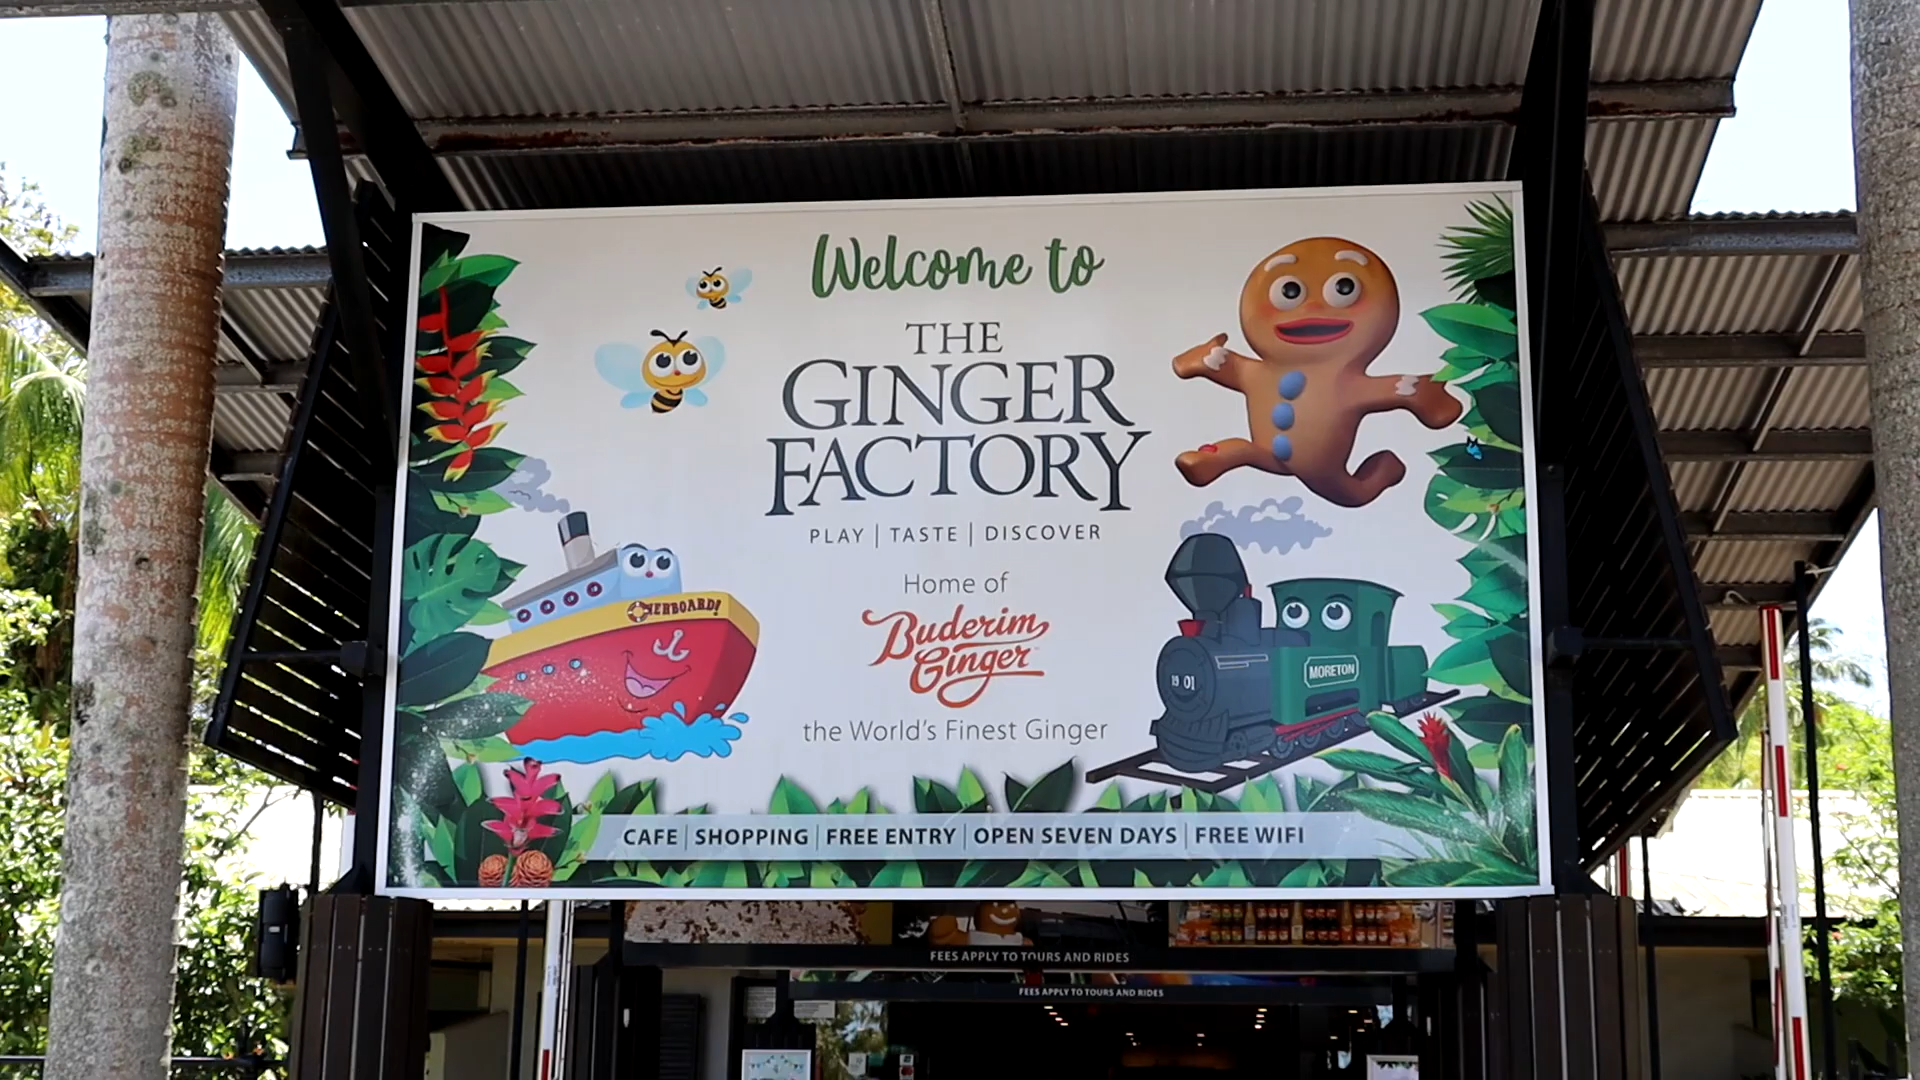 Welcome to
THE
GINGER
FACTORY
PLAY | TASTE | DISCOVER
Home of
Buderim
Ginger
the World's Finest Ginger
OVERBOARD!
MORETON
1901
CAFE | SHOPPING | FREE ENTRY | OPEN SEVEN DAYS | FREE WIFI
FEES APPLY TO TOURS AND RIDES
FEES APPLY TO TOURS AND RIDES